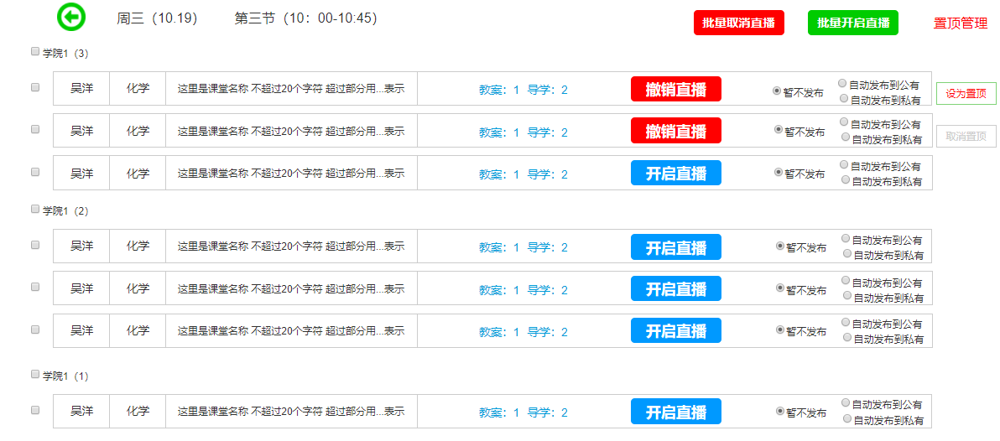 周三（10.19） 第三节（10：00-10:45） 批量取消直播 批量开启直播 置顶管理
学院1（3）
吴洋 化学 这里是课堂名称 不超过20个字符 超过部分用...表示 教案：1 导学：2 撤销直播 暂不发布 自动发布到公有 自动发布到私有 设为置顶
吴洋 化学 这里是课堂名称 不超过20个字符 超过部分用...表示 教案：1 导学：2 撤销直播 暂不发布 自动发布到公有 自动发布到私有 取消置顶
吴洋 化学 这里是课堂名称 不超过20个字符 超过部分用...表示 教案：1 导学：2 开启直播 暂不发布 自动发布到公有 自动发布到私有
学院1（2）
吴洋 化学 这里是课堂名称 不超过20个字符 超过部分用...表示 教案：1 导学：2 开启直播 暂不发布 自动发布到公有 自动发布到私有
吴洋 化学 这里是课堂名称 不超过20个字符 超过部分用...表示 教案：1 导学：2 开启直播 暂不发布 自动发布到公有 自动发布到私有
吴洋 化学 这里是课堂名称 不超过20个字符 超过部分用...表示 教案：1 导学：2 开启直播 暂不发布 自动发布到公有 自动发布到私有
学院1（1）
吴洋 化学 这里是课堂名称 不超过20个字符 超过部分用...表示 教案：1 导学：2 开启直播 暂不发布 自动发布到公有 自动发布到私有